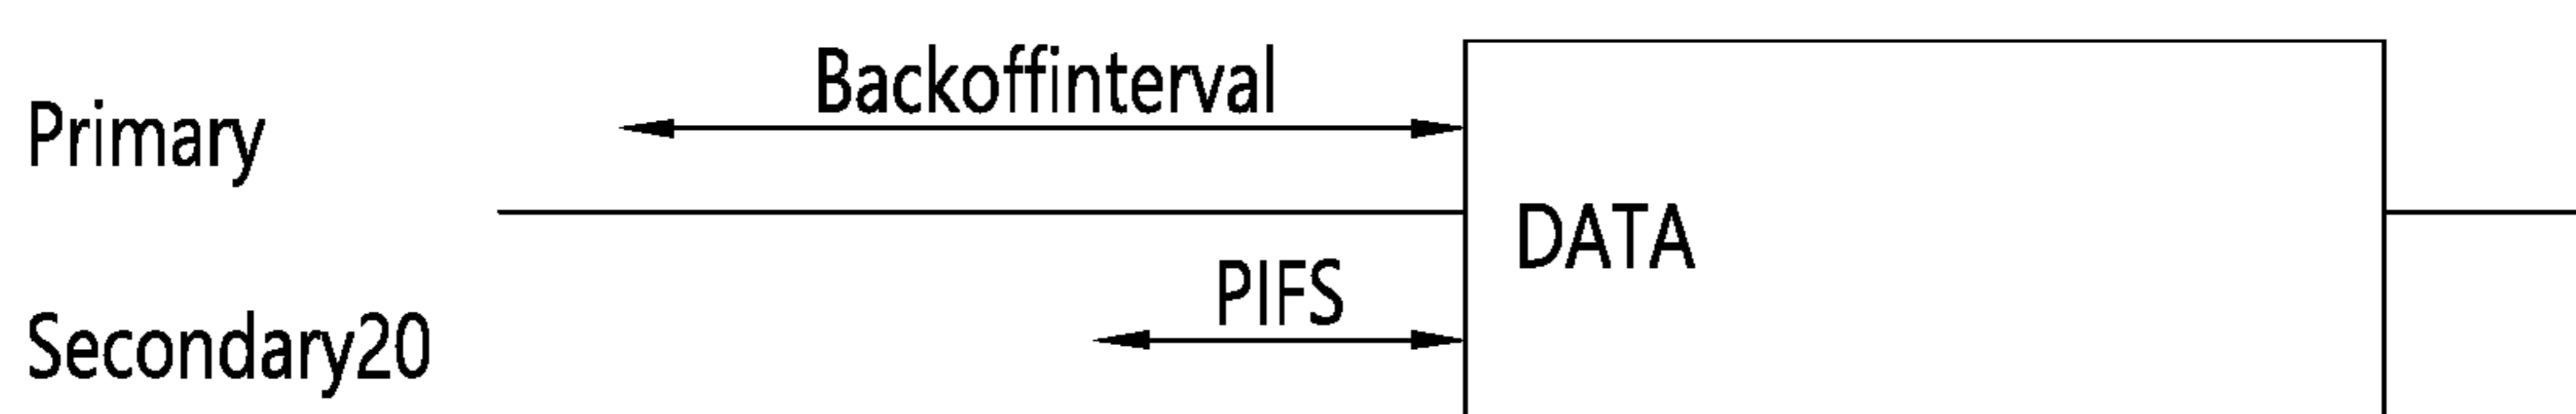 Backoffinterval
Primary
DATA
PIFS
Secondary20